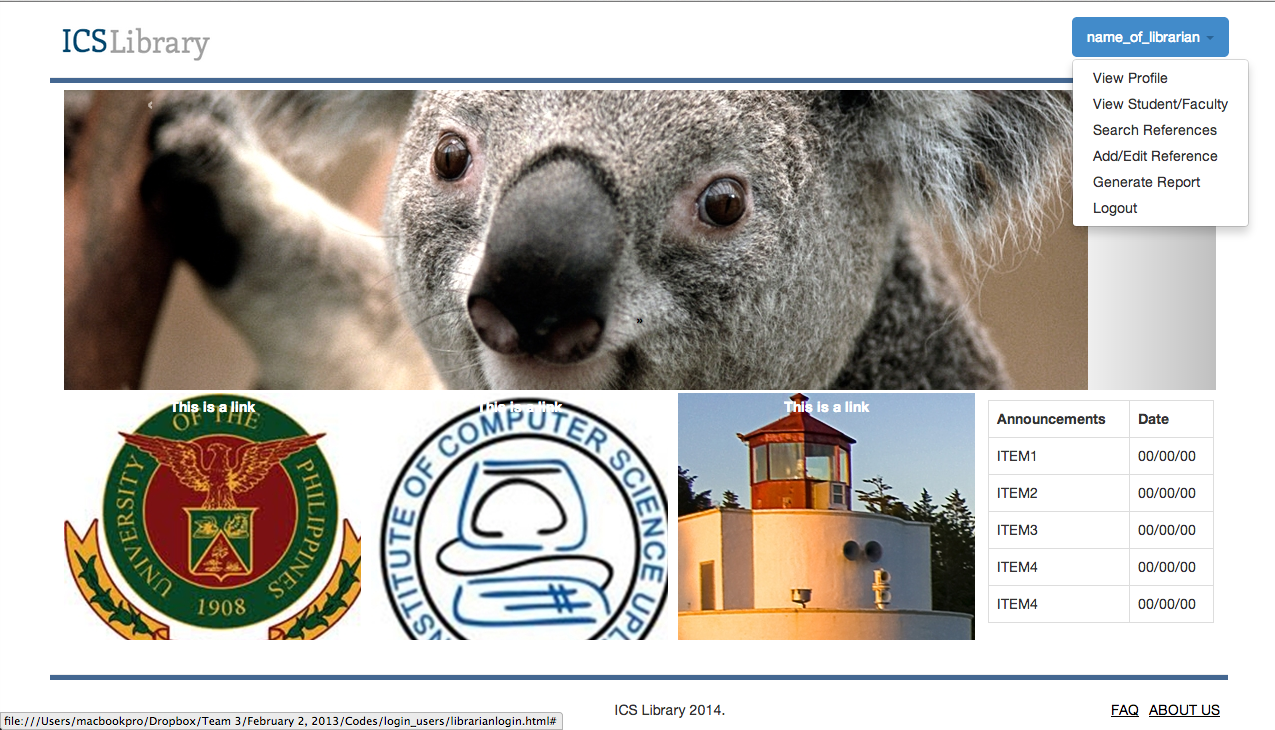 ICSLibrary
name_of_librarian
View Profile
View Student/Faculty
Search References
Add/Edit Reference
Generate Report
Logout
‹
»
This is a link
UNIVERSITY OF THE PHILIPPINES
1908
This is a link
INSTITUTE OF COMPUTER SCIENCE UPL
This is a link
Announcements Date
ITEM1 00/00/00
ITEM2 00/00/00
ITEM3 00/00/00
ITEM4 00/00/00
ITEM4 00/00/00
ICS Library 2014.
FAQ ABOUT US
file:///Users/macbookpro/Dropbox/Team 3/February 2, 2013/Codes/login_users/librarianlogin.html#